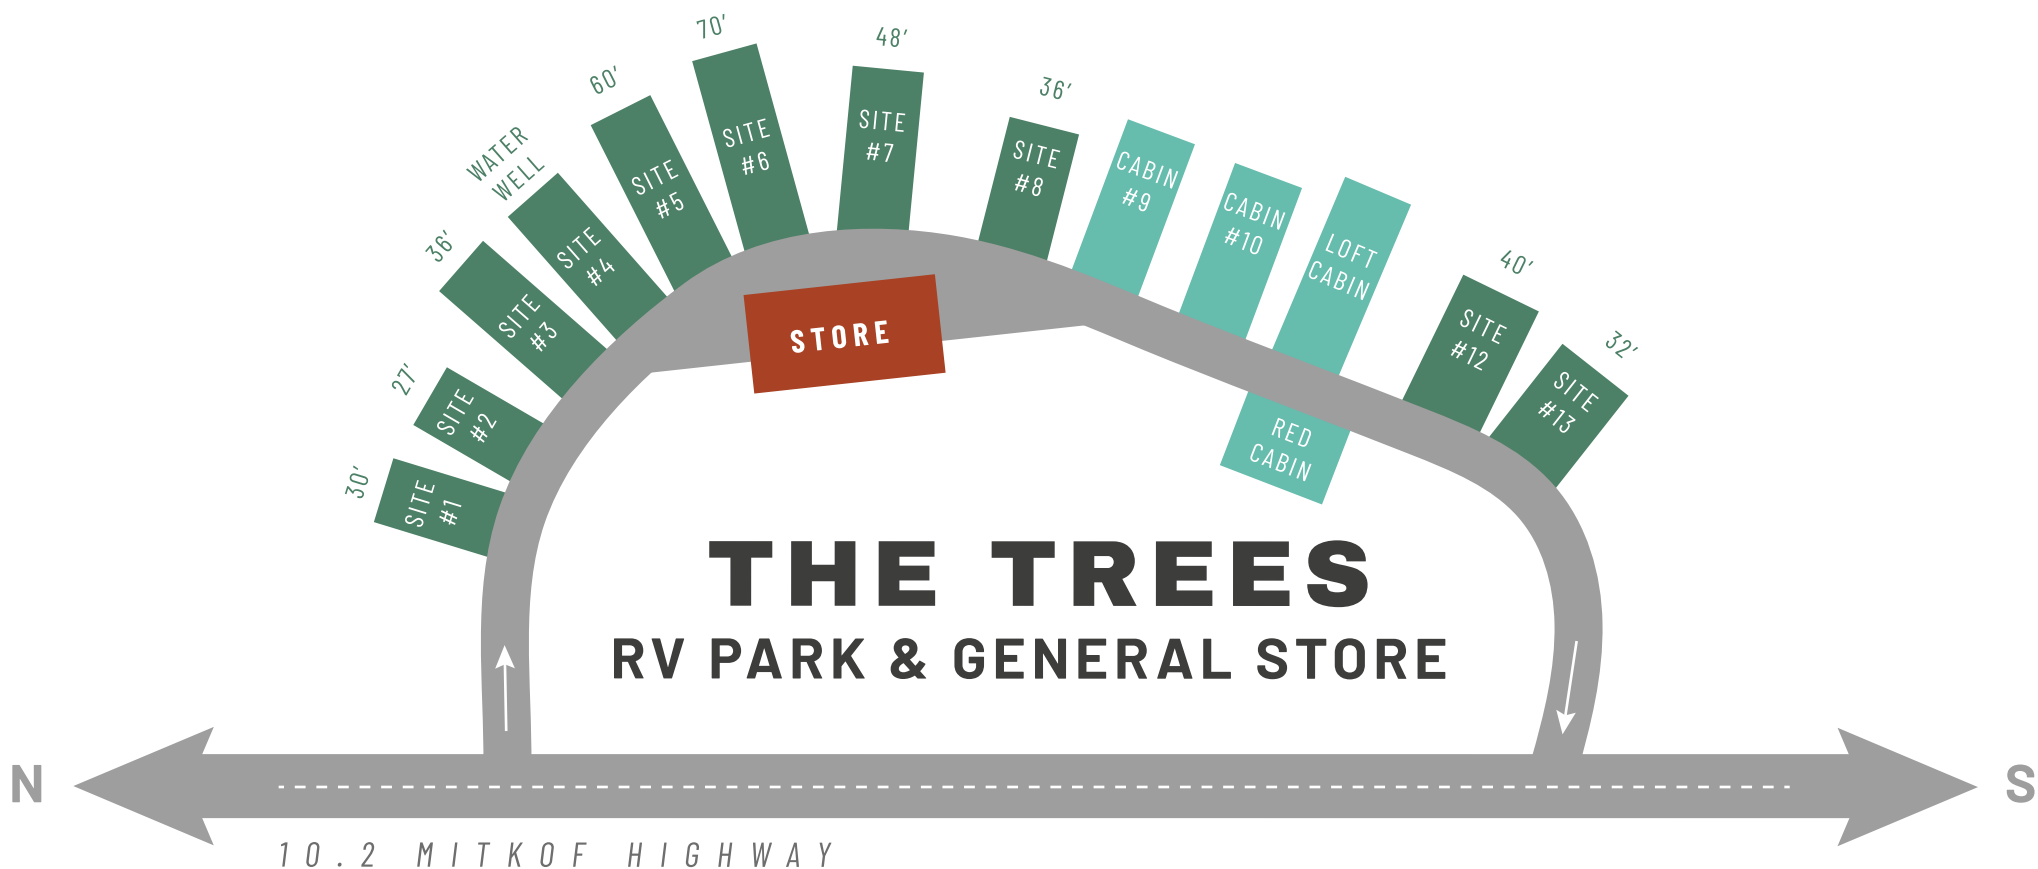 30′
SITE
#1
27′
SITE
#2
36′
SITE
#3
WATER
WELL
SITE
#4
60′
SITE
#5
70′
SITE
#6
48′
SITE
#7
36′
SITE
#8
CABIN
#9
CABIN
#10
LOFT
CABIN
RED
CABIN
40′
SITE
#12
32′
SITE
#13
STORE
THE TREES
RV PARK & GENERAL STORE
N
S
10.2 MITKOF HIGHWAY